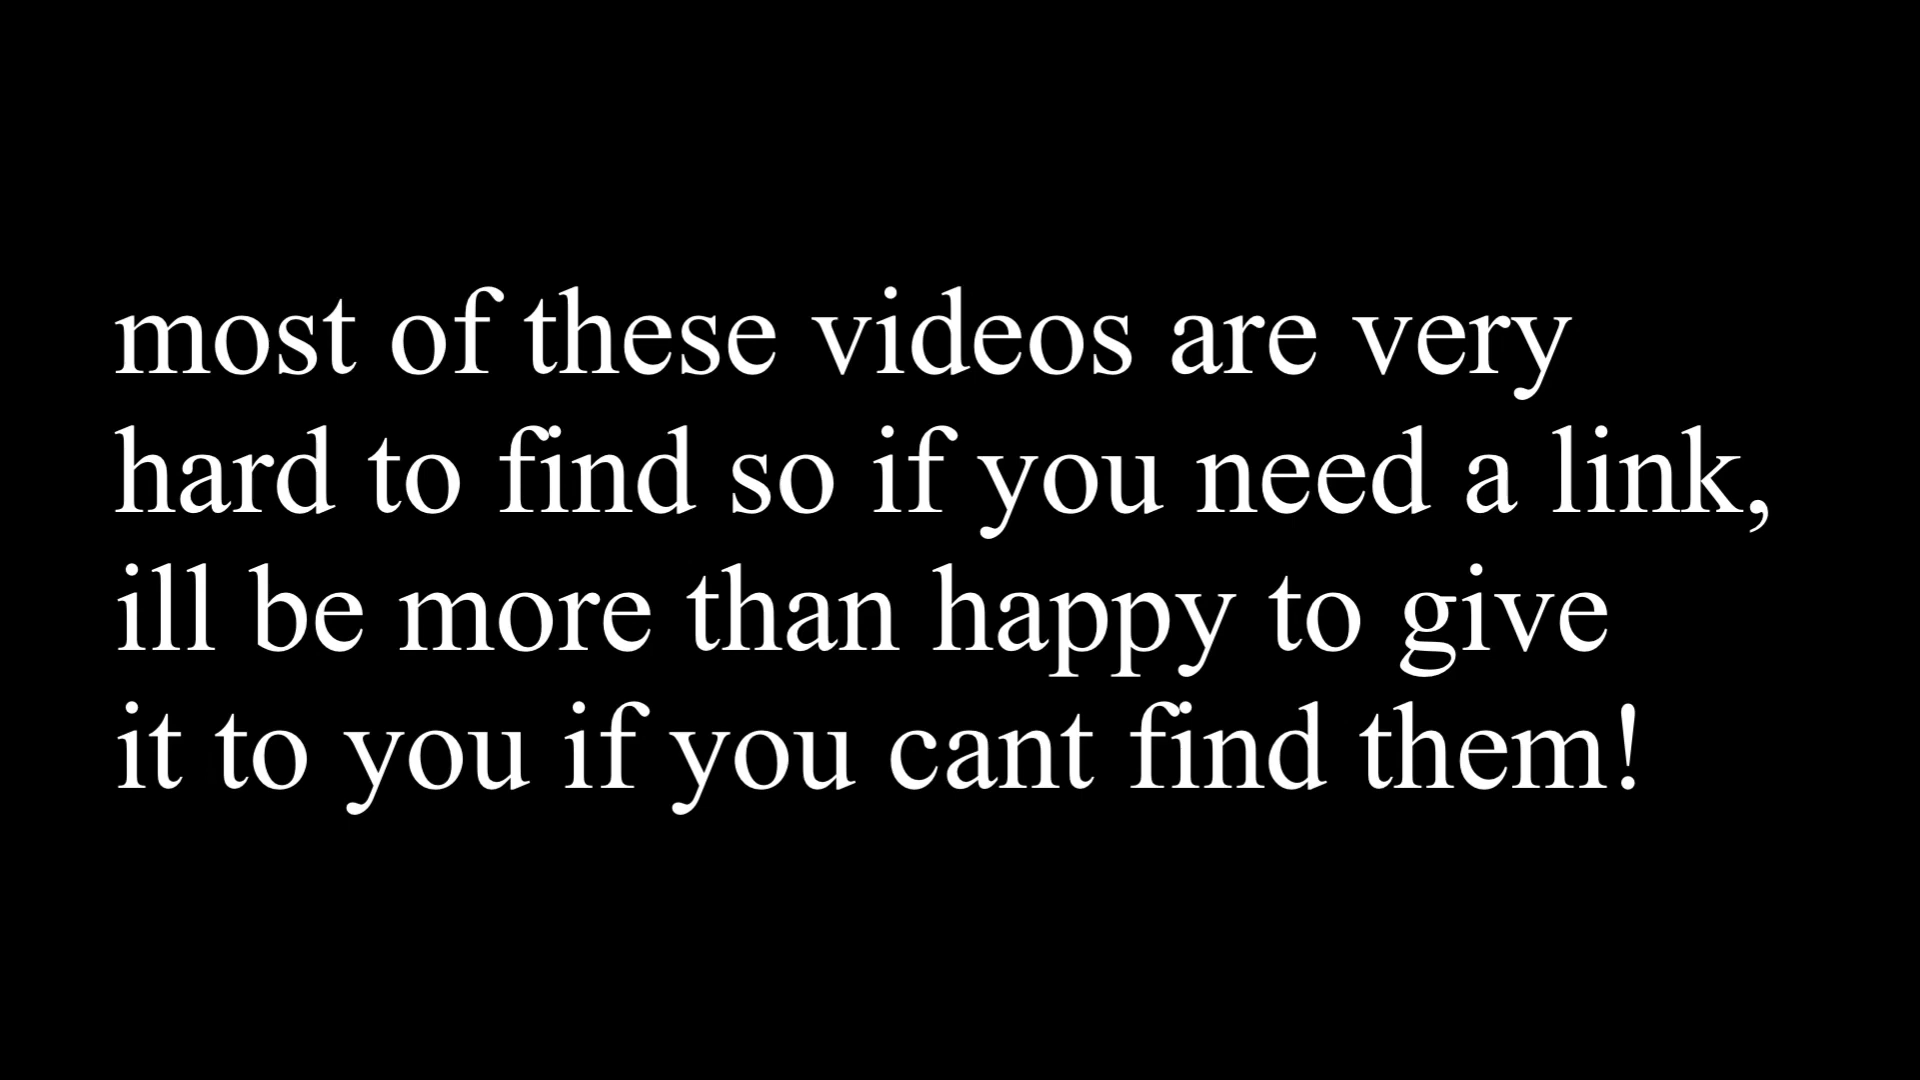 most of these videos are very
hard to find so if you need a link,
ill be more than happy to give
it to you if you cant find them!